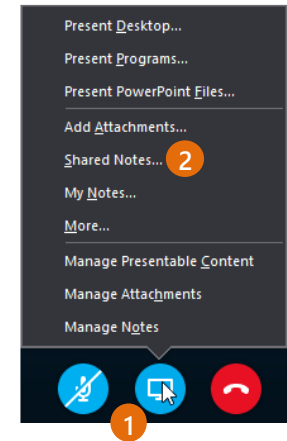 Present Desktop...
Present Programs...
Present PowerPoint Files...
Add Attachments...
Shared Notes... 2
My Notes...
More...
Manage Presentable Content
Manage Attachments
Manage Notes
1